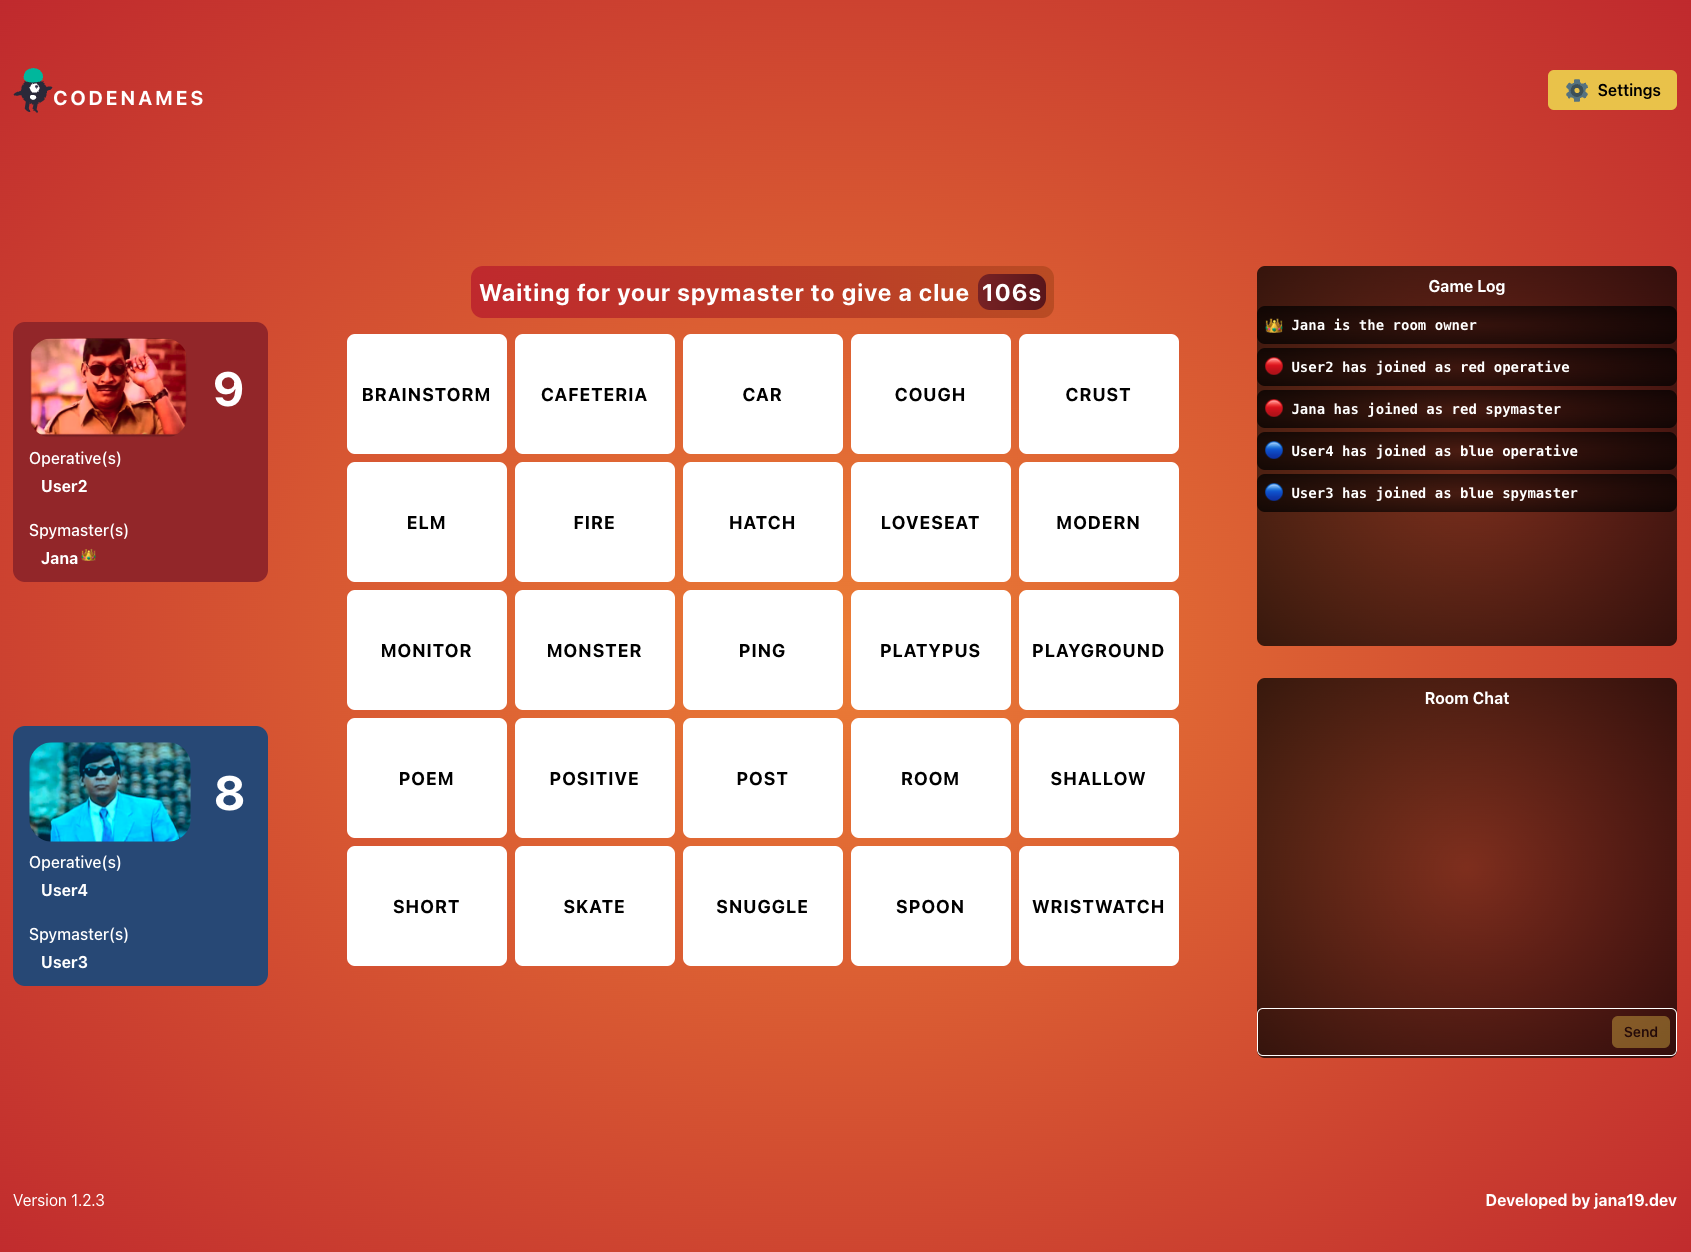 CODENAMES
Settings
Waiting for your spymaster to give a clue 106s
9
Operative(s)
User2
Spymaster(s)
Jana
8
Operative(s)
User4
Spymaster(s)
User3
BRAINSTORM
CAFETERIA
CAR
COUGH
CRUST
ELM
FIRE
HATCH
LOVESEAT
MODERN
MONITOR
MONSTER
PING
PLATYPUS
PLAYGROUND
POEM
POSITIVE
POST
ROOM
SHALLOW
SHORT
SKATE
SNUGGLE
SPOON
WRISTWATCH
Game Log
Jana is the room owner
User2 has joined as red operative
Jana has joined as red spymaster
User4 has joined as blue operative
User3 has joined as blue spymaster
Room Chat
Send
Version 1.2.3
Developed by jana19.dev